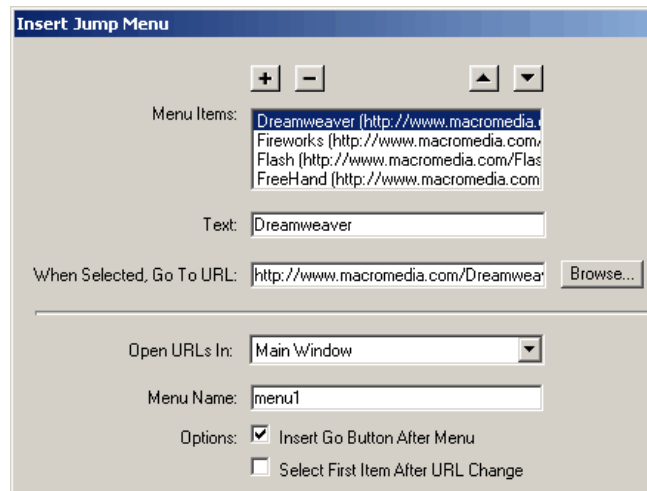 Insert Jump Menu
+ −
Menu Items:
Dreamweaver (http://www.macromedia.
Fireworks (http://www.macromedia.com/
Flash (http://www.macromedia.com/Flas
FreeHand (http://www.macromedia.com
Text: Dreamweaver
When Selected, Go To URL: http://www.macromedia.com/Dreamweav Browse...
Open URLs In: Main Window
Menu Name: menu1
Options: Insert Go Button After Menu
Select First Item After URL Change